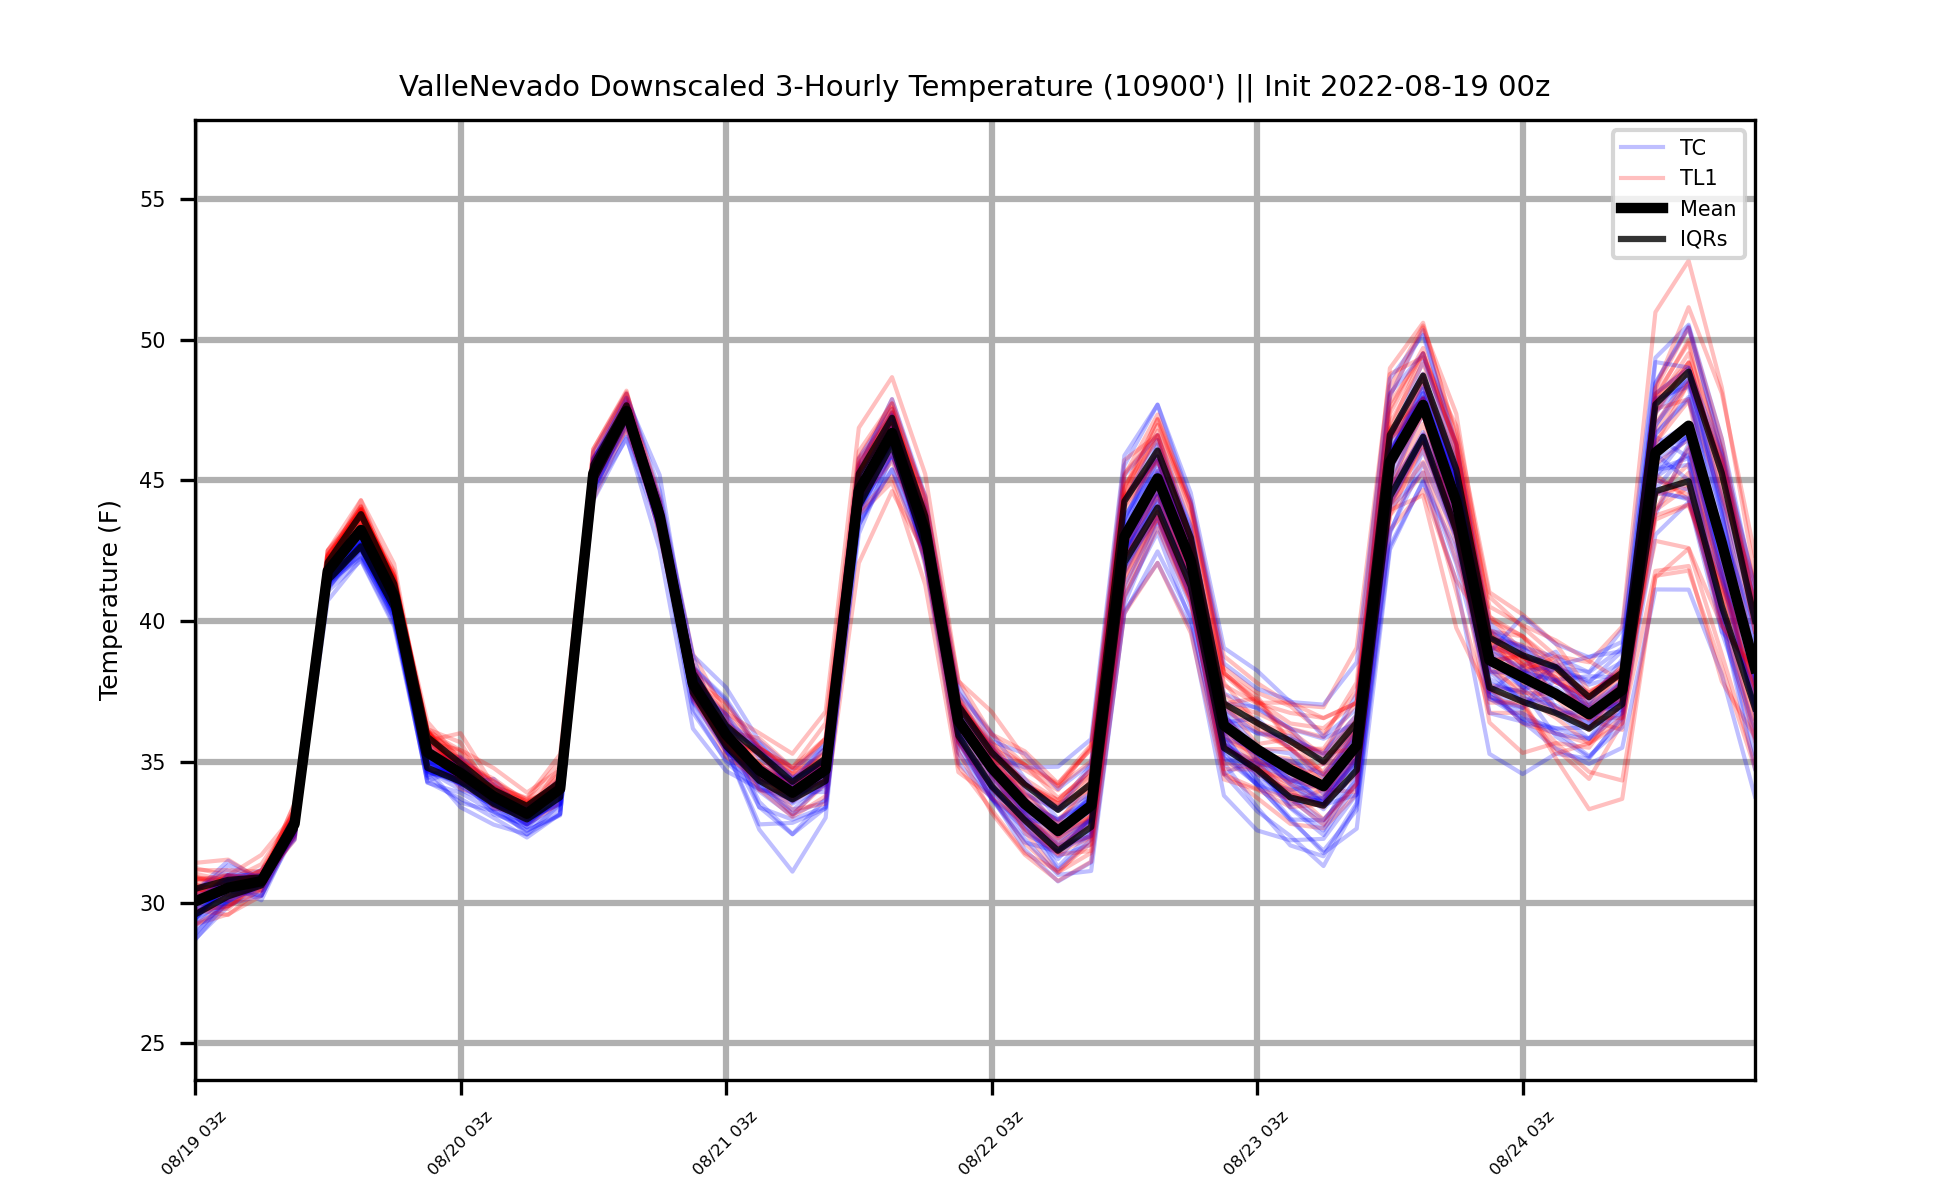 ValleNevado Downscaled 3-Hourly Temperature (10900') || Init 2022-08-19 00z
TC
TL1
Mean
IQRs
Temperature (F)
55
50
45
40
35
30
25
08/19 03z
08/20 03z
08/21 03z
08/22 03z
08/23 03z
08/24 03z